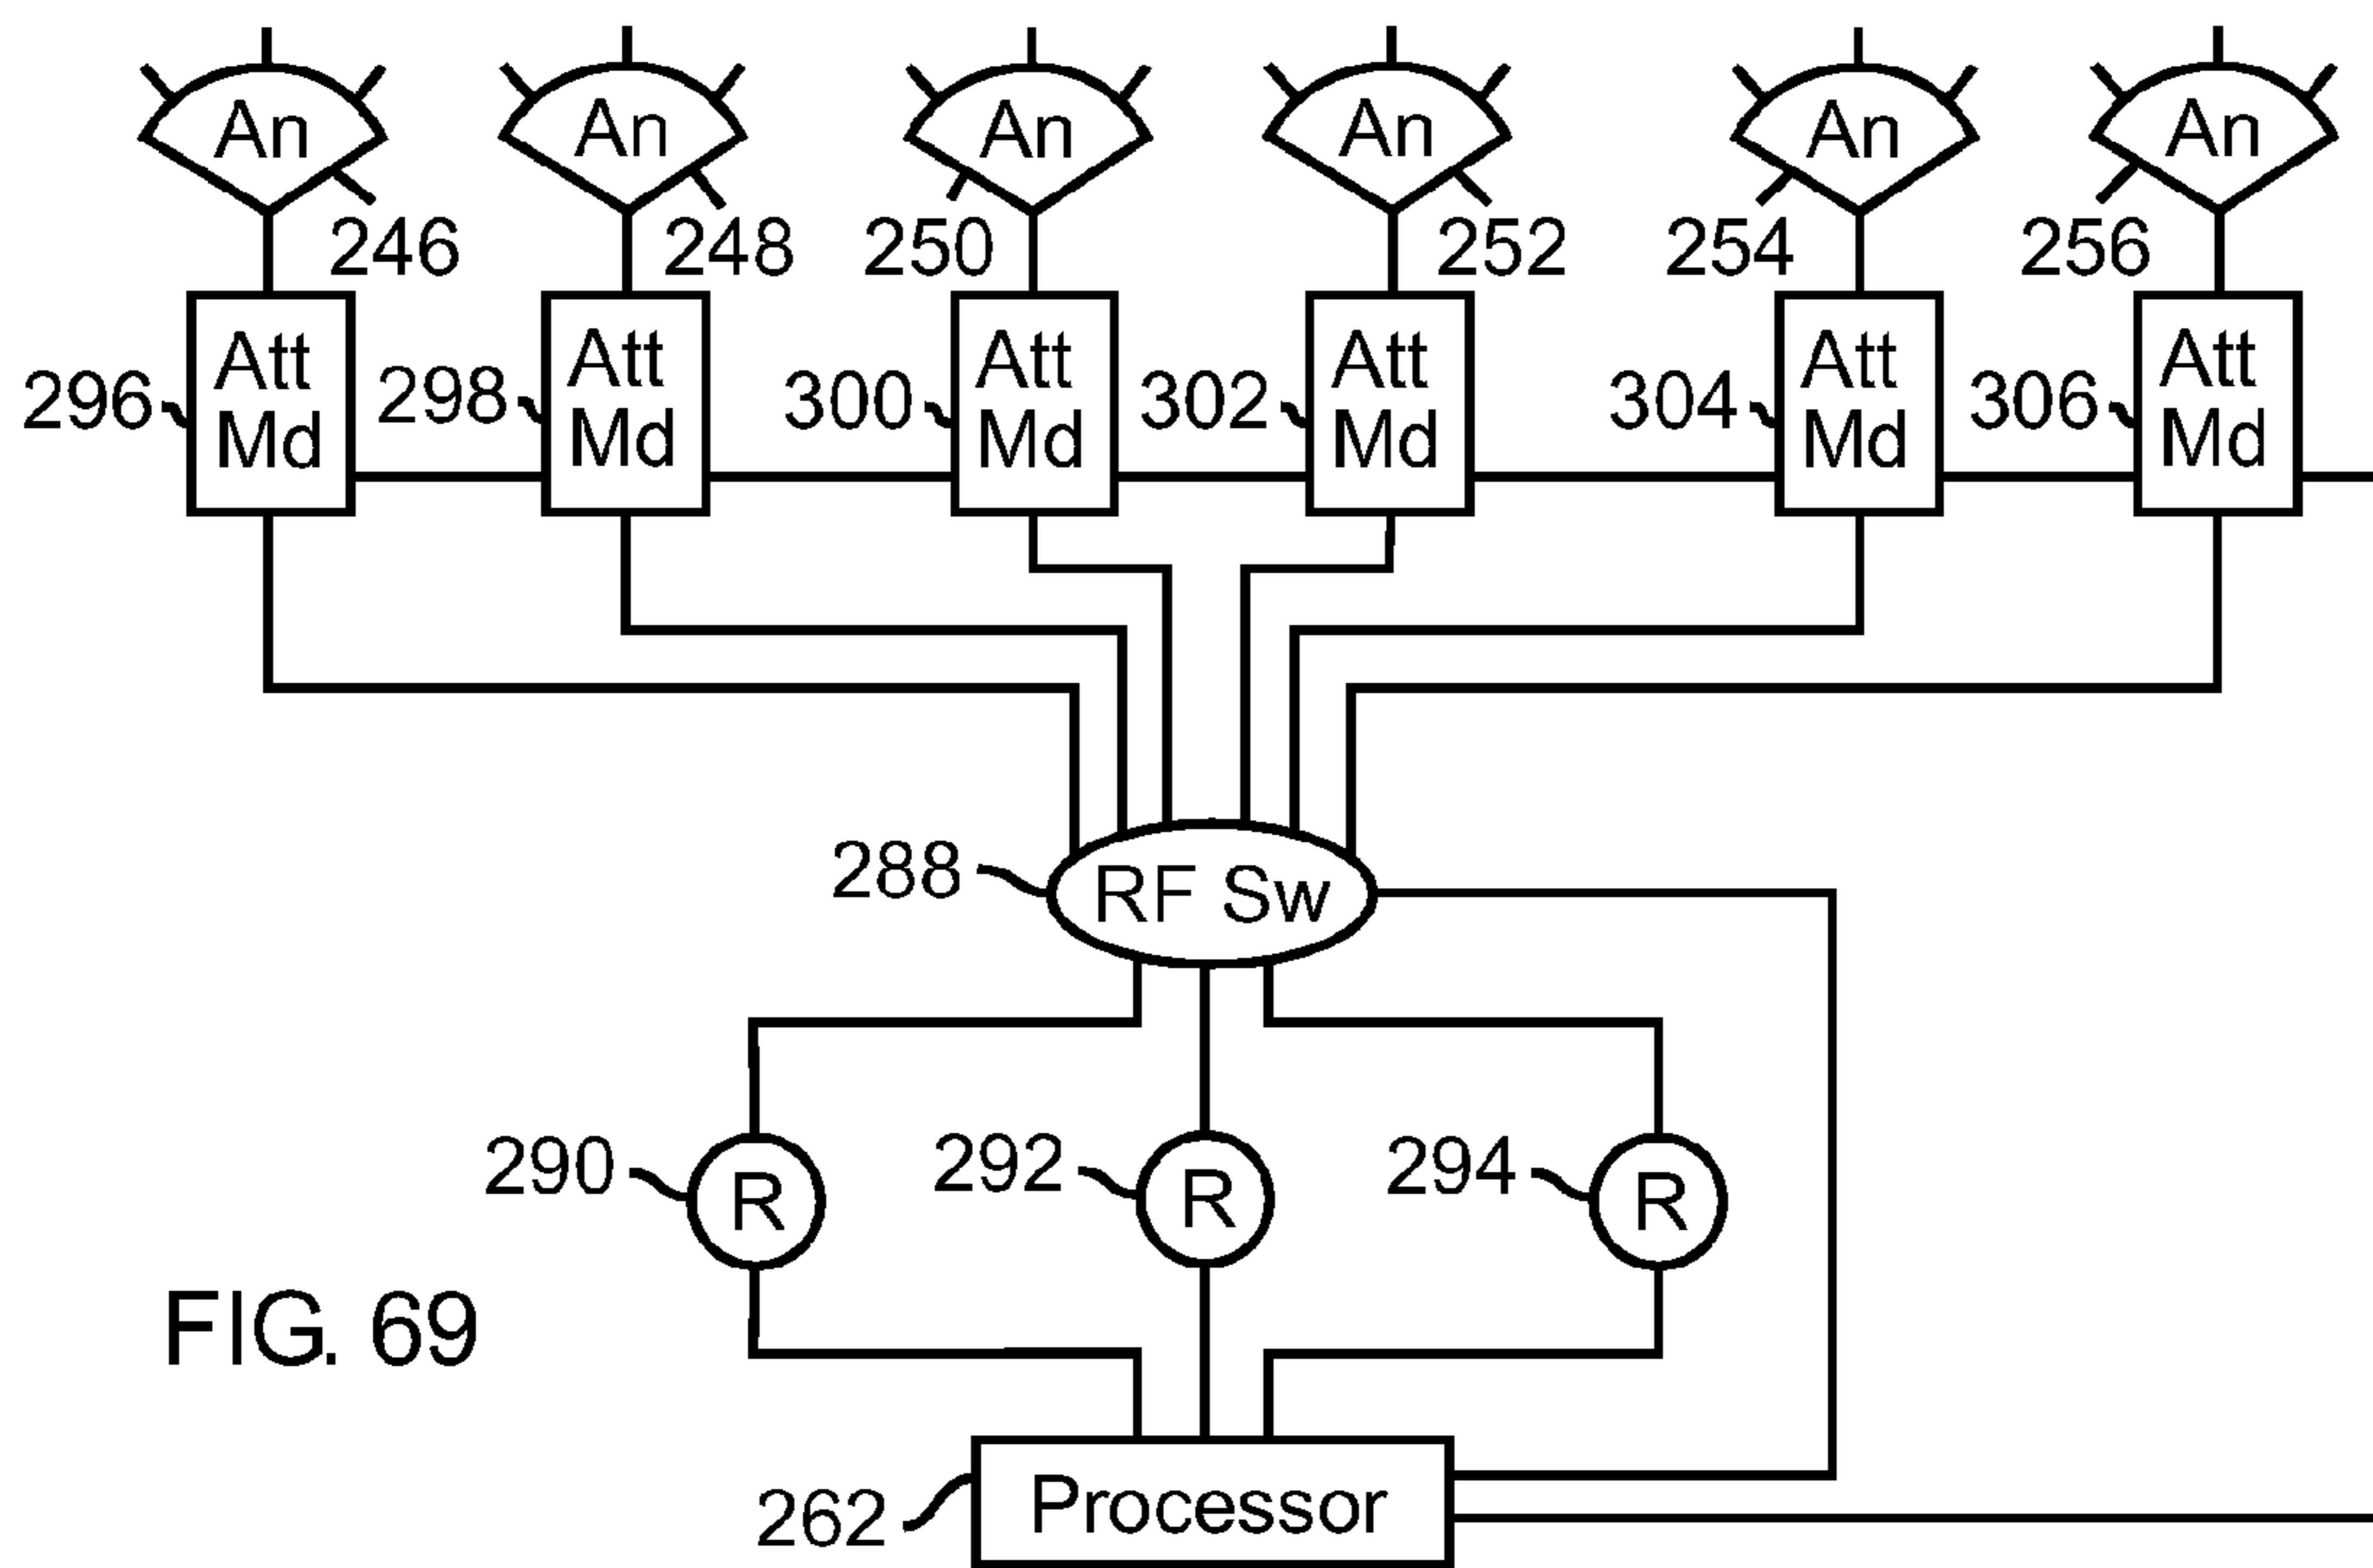 An An An An An An
246 248 250 252 254 256
Att Md Att Md Att Md Att Md Att Md Att Md
296 298 300 302 304 306
288 RF Sw
290 R 292 R 294 R
FIG. 69
262 Processor